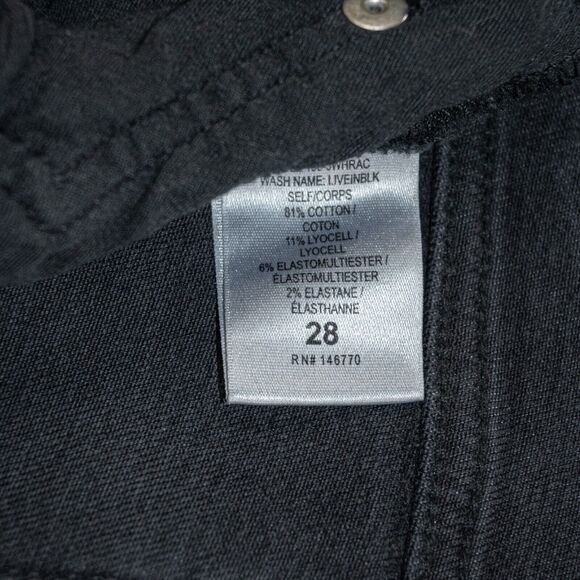 WASH NAME: LIVEINBLK
SELF/CORPS
81% COTTON /
COTON
11% LYOCELL /
LYOCELL
6% ELASTOMULTIESTER /
ÉLASTOMULTIESTER
2% ELASTANE /
ÉLASTHANNE
28
RN# 146770